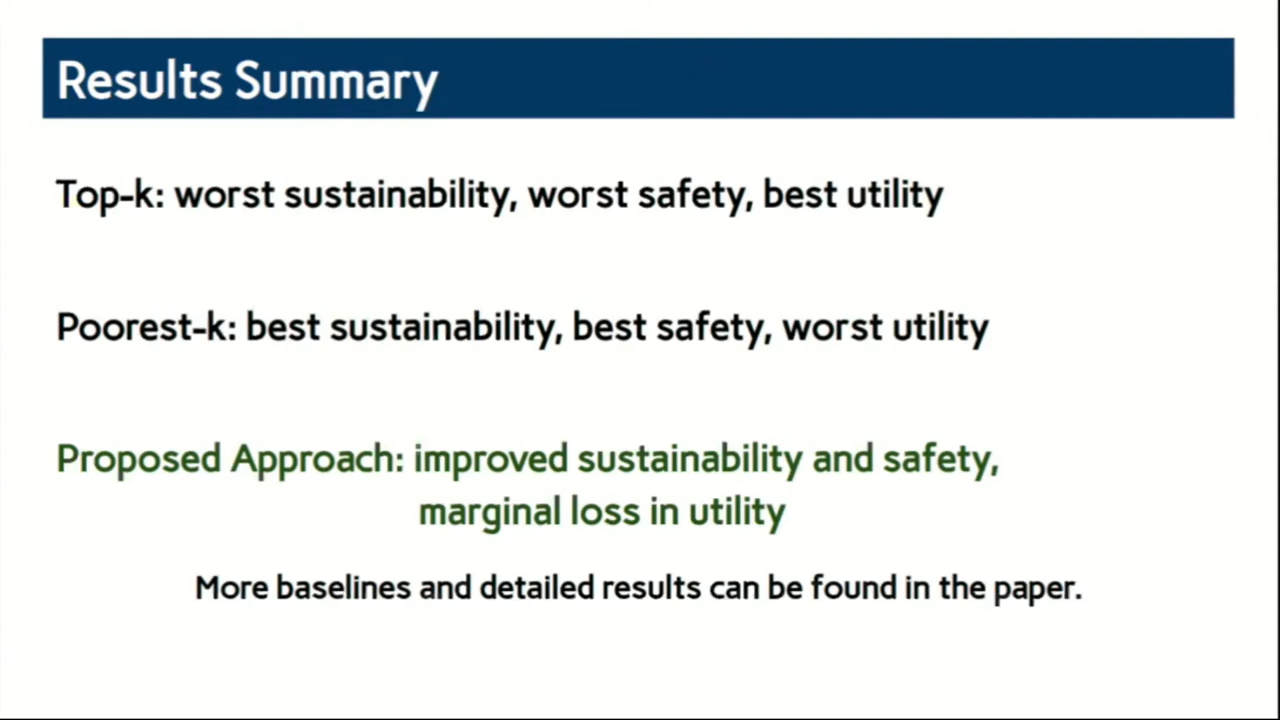 Results Summary
Top-k: worst sustainability, worst safety, best utility
Poorest-k: best sustainability, best safety, worst utility
Proposed Approach: improved sustainability and safety,
marginal loss in utility
More baselines and detailed results can be found in the paper.